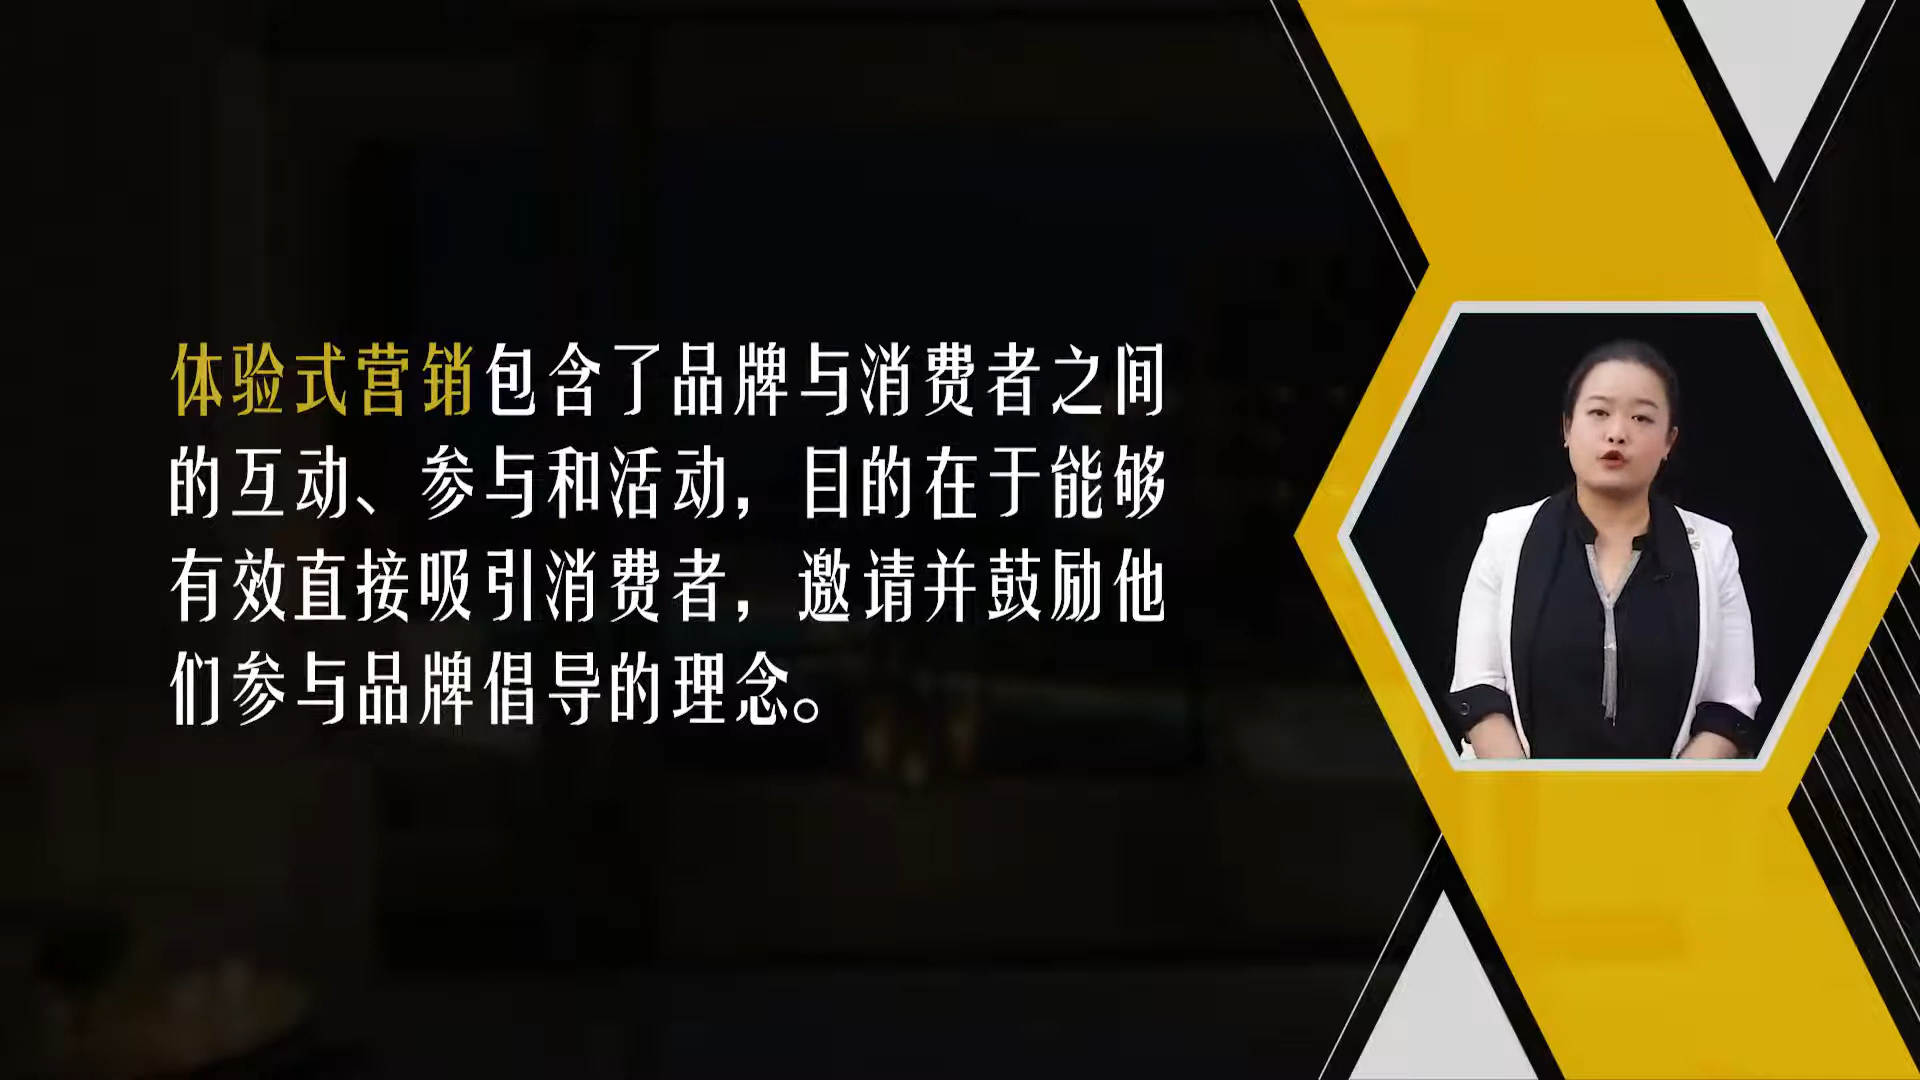 体验式营销包含了品牌与消费者之间
的互动、参与和活动，目的在于能够
有效直接吸引消费者，邀请并鼓励他
们参与品牌倡导的理念。